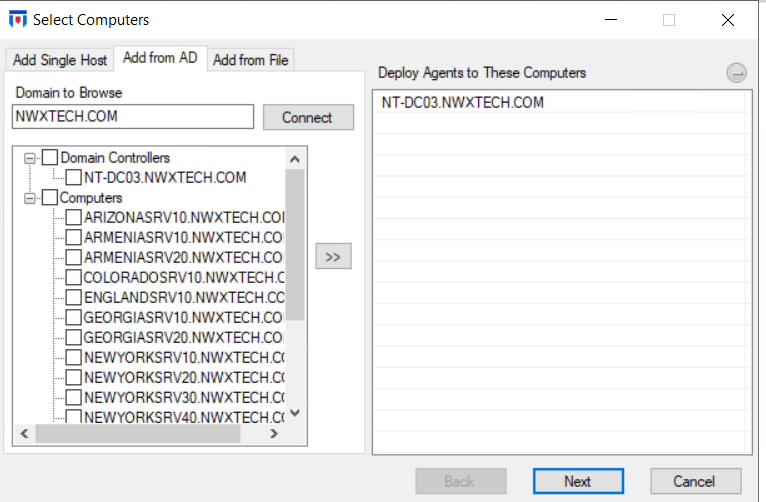 Select Computers
Add Single Host
Add from AD
Add from File
Domain to Browse
NWXTECH.COM
Connect
Domain Controllers
NT-DC03.NWXTECH.COM
Computers
ARIZONASRV10.NWXTECH.CO
ARMENIASRV10.NWXTECH.CO
ARMENIASRV20.NWXTECH.CO
COLORADOSRV10.NWXTECH.C
ENGLANDSRV10.NWXTECH.CC
GEORGIASRV10.NWXTECH.CO
GEORGIASRV20.NWXTECH.CO
NEWYORKSRV10.NWXTECH.C
NEWYORKSRV20.NWXTECH.C
NEWYORKSRV30.NWXTECH.C
NEWYORKSRV40.NWXTECH.C
>>
Deploy Agents to These Computers
NT-DC03.NWXTECH.COM
Back
Next
Cancel